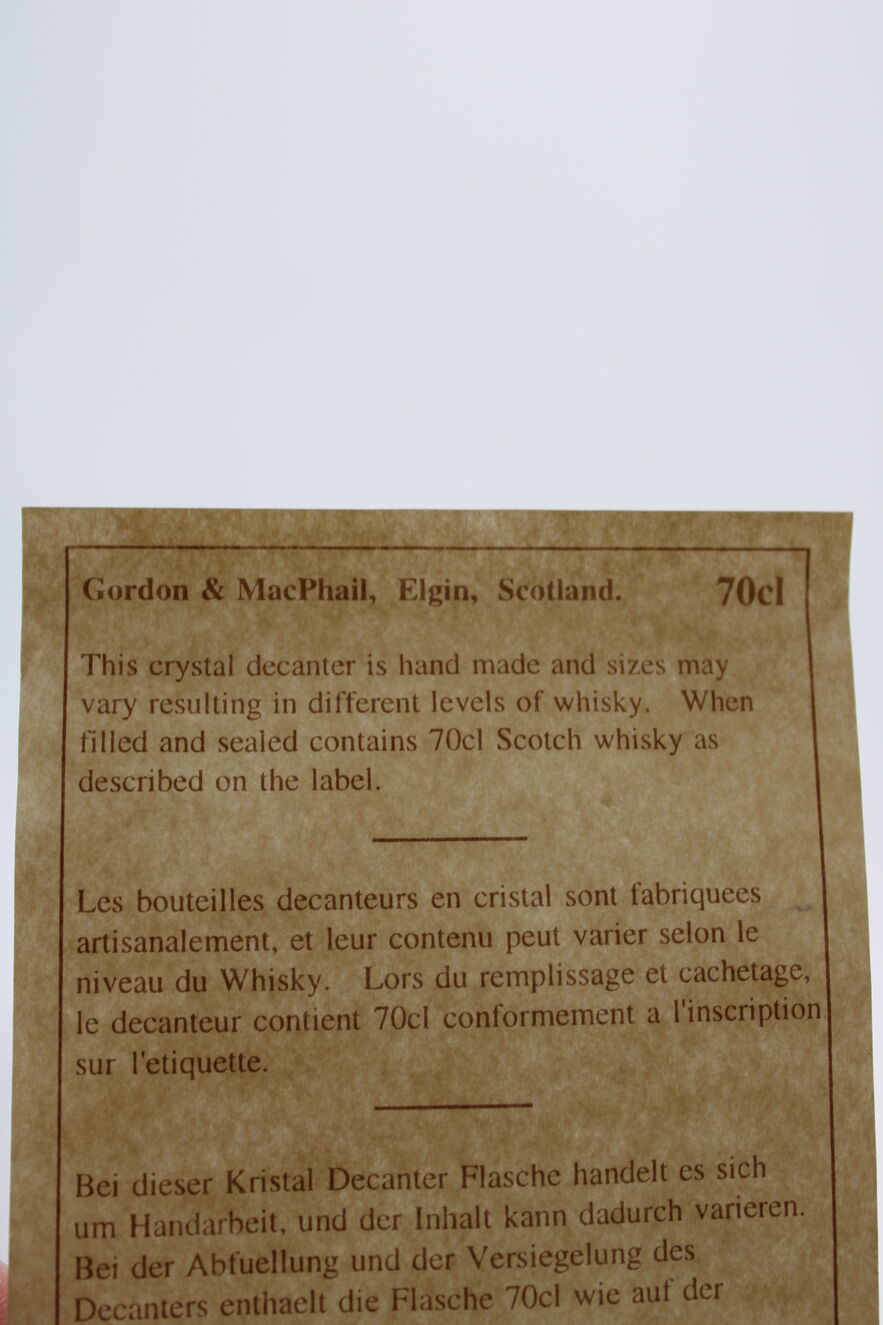 Gordon & MacPhail, Elgin, Scotland. 70cl
This crystal decanter is hand made and sizes may
vary resulting in different levels of whisky. When
filled and sealed contains 70cl Scotch whisky as
described on the label.
Les bouteilles decanteurs en cristal sont fabriquees
artisanalement, et leur contenu peut varier selon le
niveau du Whisky. Lors du remplissage et cachetage,
le decanteur contient 70cl conformement a l'inscription
sur l'etiquette.
Bei dieser Kristal Decanter Flasche handelt es sich
um Handarbeit, und der Inhalt kann dadurch varieren.
Bei der Abfuellung und der Versiegelung des
Decanters enthaelt die Flasche 70cl wie auf der